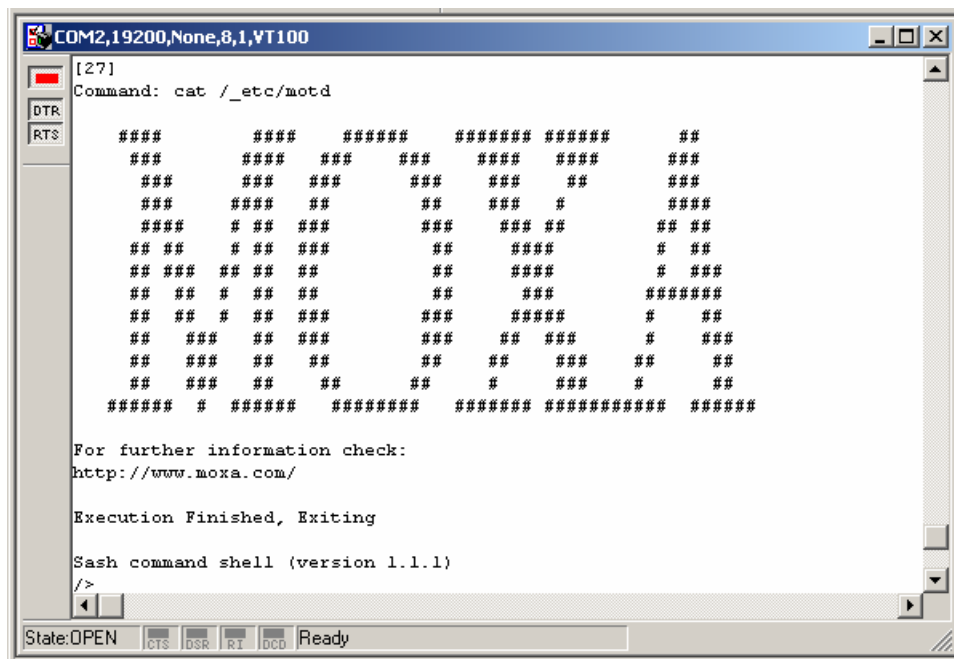 COM2,19200,None,8,1,VT100
DTR
RTS
[27]
Command: cat /_etc/motd
    ####        ####    ######    ####### ######      ##
     ###       ####   ###    ###    ####   ####      ###
      ###      ###   ###      ###    ###    ##       ###
      ###     ####   ##        ##    ###   #         ####
      ####    # ##  ###        ###    ### ##        ## ##
     ## ##    # ##  ###         ##     ####         #  ##
     ## ###  ## ##  ##          ##     ####         #  ###
     ##  ##  #  ##  ##          ##      ###        #######
     ##  ##  #  ##  ###        ###     #####       #    ##
     ##   ###   ##  ###        ###    ##  ###      #    ###
     ##   ###   ##   ##        ##    ##    ###    ##     ##
     ##   ###   ##    ##      ##     #     ###    #      ##
   ######  #  ######   ########   ####### ###########  ######
For further information check:
http://www.moxa.com/
Execution Finished, Exiting
Sash command shell (version 1.1.1)
/>
State:OPEN CTS DSR RI DCD Ready